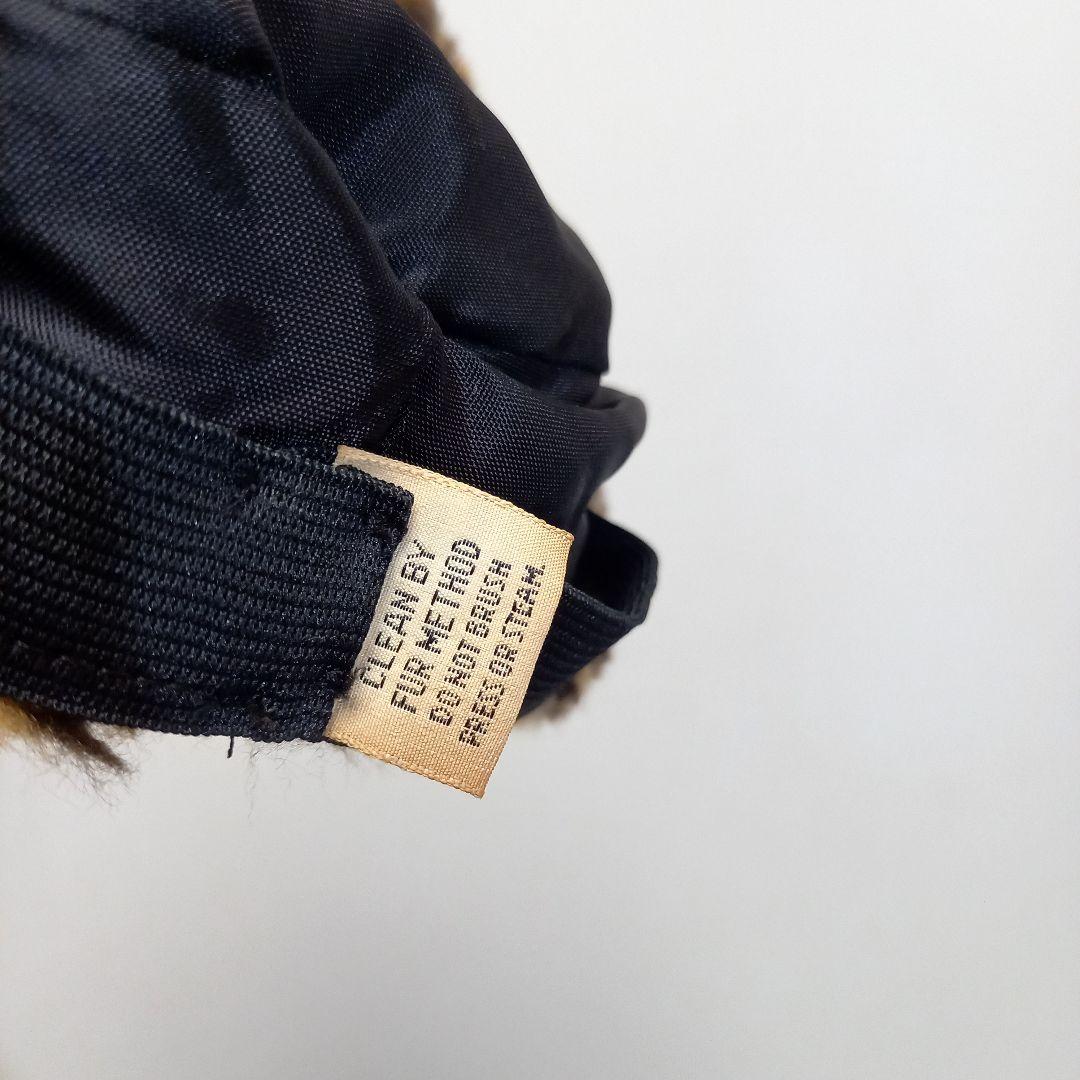 CLEAN BY
FUR METHOD
DO NOT BRUSH
PRESS OR STEAM.